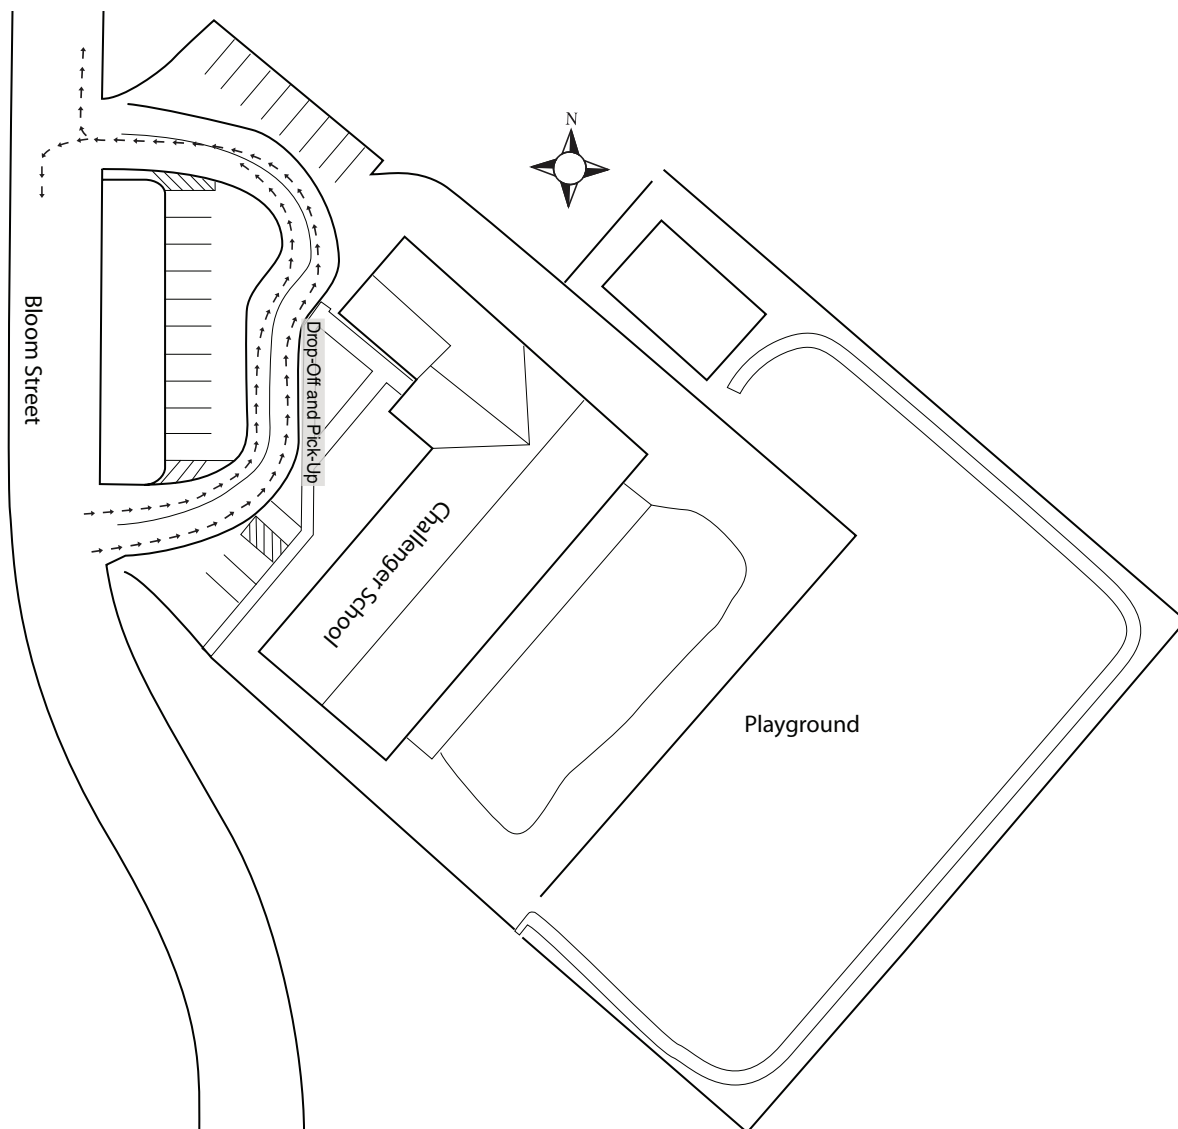 N
Bloom Street
Drop-Off and Pick-Up
Challenger School
Playground